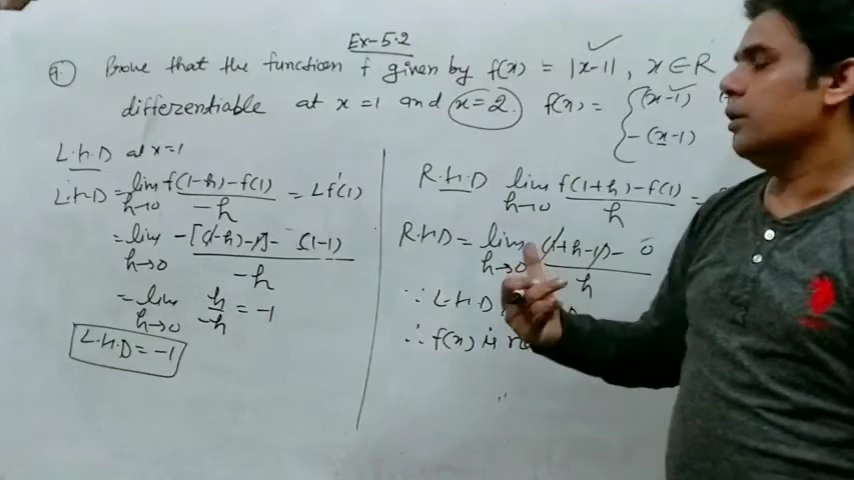 Ex-5.2
9. Prove that the function f given by f(x) = |x-1|, x ∈ R
differentiable at x=1 and x=2. f(x) = { (x-1)
-(x-1)
L.H.D at x=1
L.H.D = lim h→0 f(1-h)-f(1) / -h = Lf'(1)
= lim h→0 -[(1-h)-1] - (1-1) / -h
= lim h→0 h / -h = -1
L.H.D = -1
R.H.D lim h→0 f(1+h)-f(1) / h =
R.H.D = lim h→0 (1+h-1) - 0 / h
∵ L.H.D
∴ f(x) is